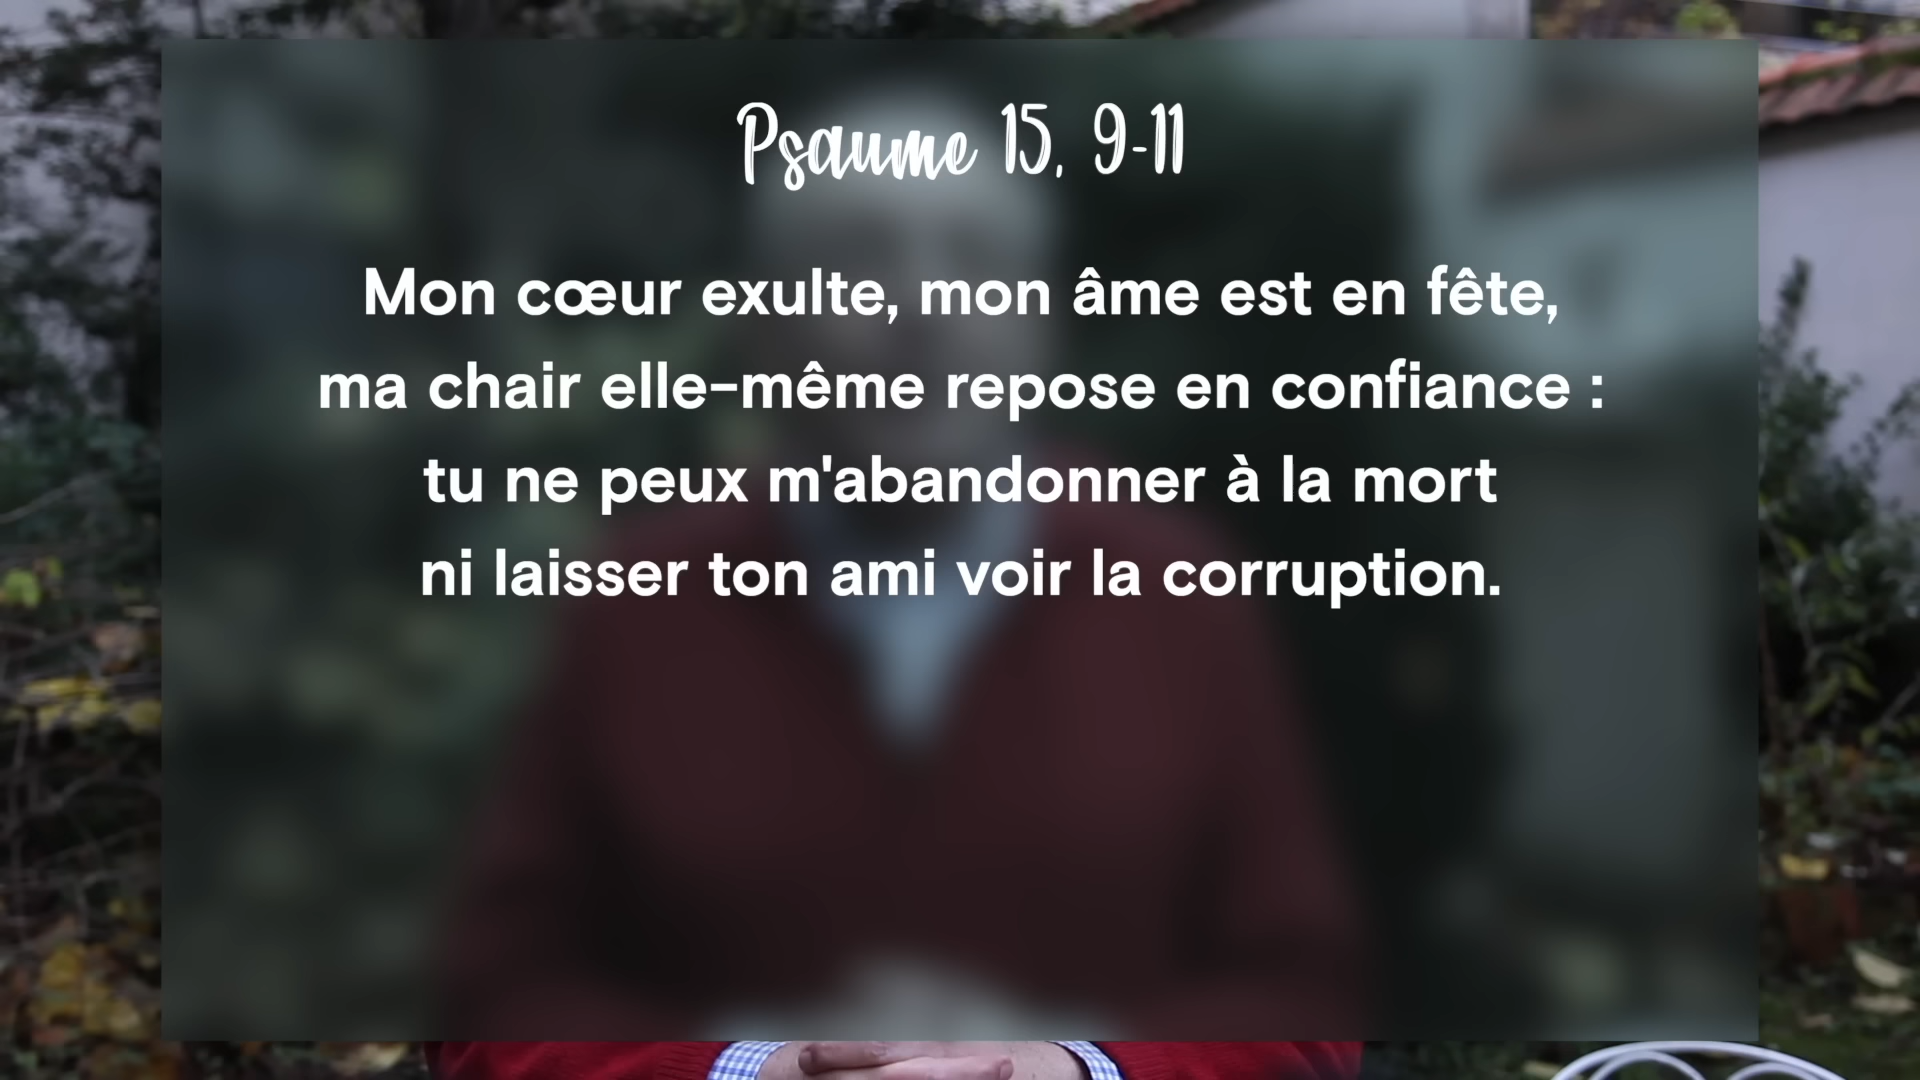 Psaume 15, 9-11
Mon cœur exulte, mon âme est en fête,
ma chair elle-même repose en confiance :
tu ne peux m'abandonner à la mort
ni laisser ton ami voir la corruption.